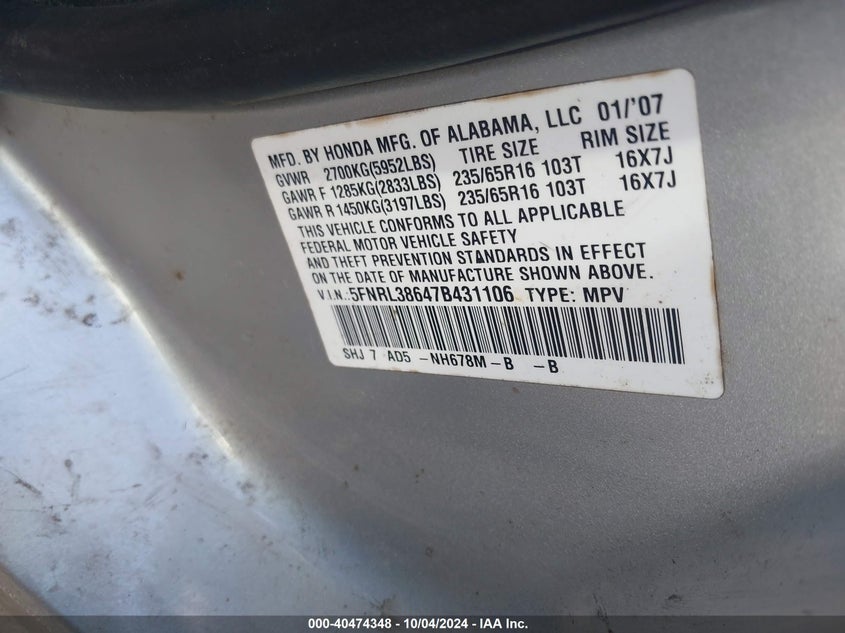 MFD. BY HONDA MFG. OF ALABAMA, LLC 01/'07
GVWR 2700KG(5952LBS) TIRE SIZE RIM SIZE
GAWR F 1285KG(2833LBS) 235/65R16 103T 16X7J
GAWR R 1450KG(3197LBS) 235/65R16 103T 16X7J
THIS VEHICLE CONFORMS TO ALL APPLICABLE
FEDERAL MOTOR VEHICLE SAFETY
AND THEFT PREVENTION STANDARDS IN EFFECT
ON THE DATE OF MANUFACTURE SHOWN ABOVE.
V.I.N.:5FNRL38647B431106 TYPE: MPV
SHJ 7 AD5 -NH678M-B -B
000-40474348 - 10/04/2024 - IAA Inc.